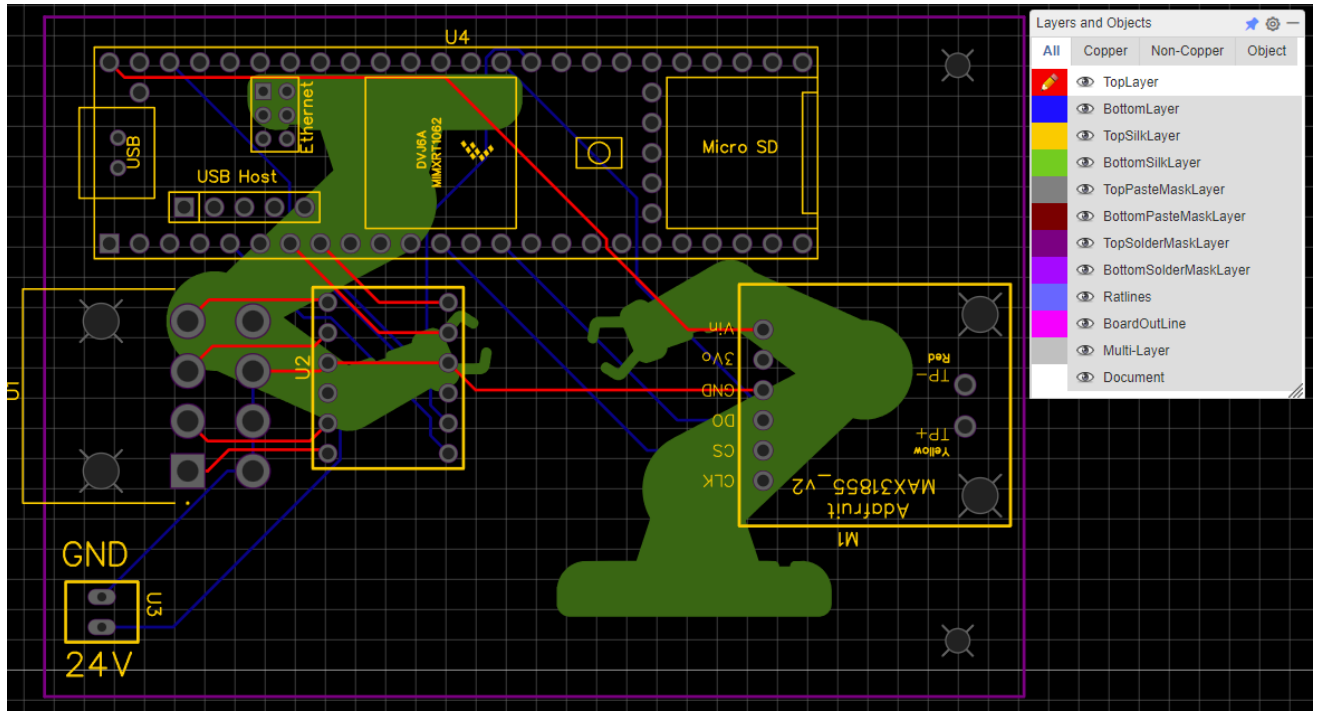 Layers and Objects
All Copper Non-Copper Object
TopLayer
BottomLayer
TopSilkLayer
BottomSilkLayer
TopPasteMaskLayer
BottomPasteMaskLayer
TopSolderMaskLayer
BottomSolderMaskLayer
Ratlines
BoardOutLine
Multi-Layer
Document
U4
Ethernet
USB
USB Host
DVJ6A
MIMXRT1062
Micro SD
U1
U2
Vin
3Vo
GND
DO
CS
CLK
Red
TP-
TP+
Yellow
MAX31855_v2
Adafruit
M1
GND
U3
24V